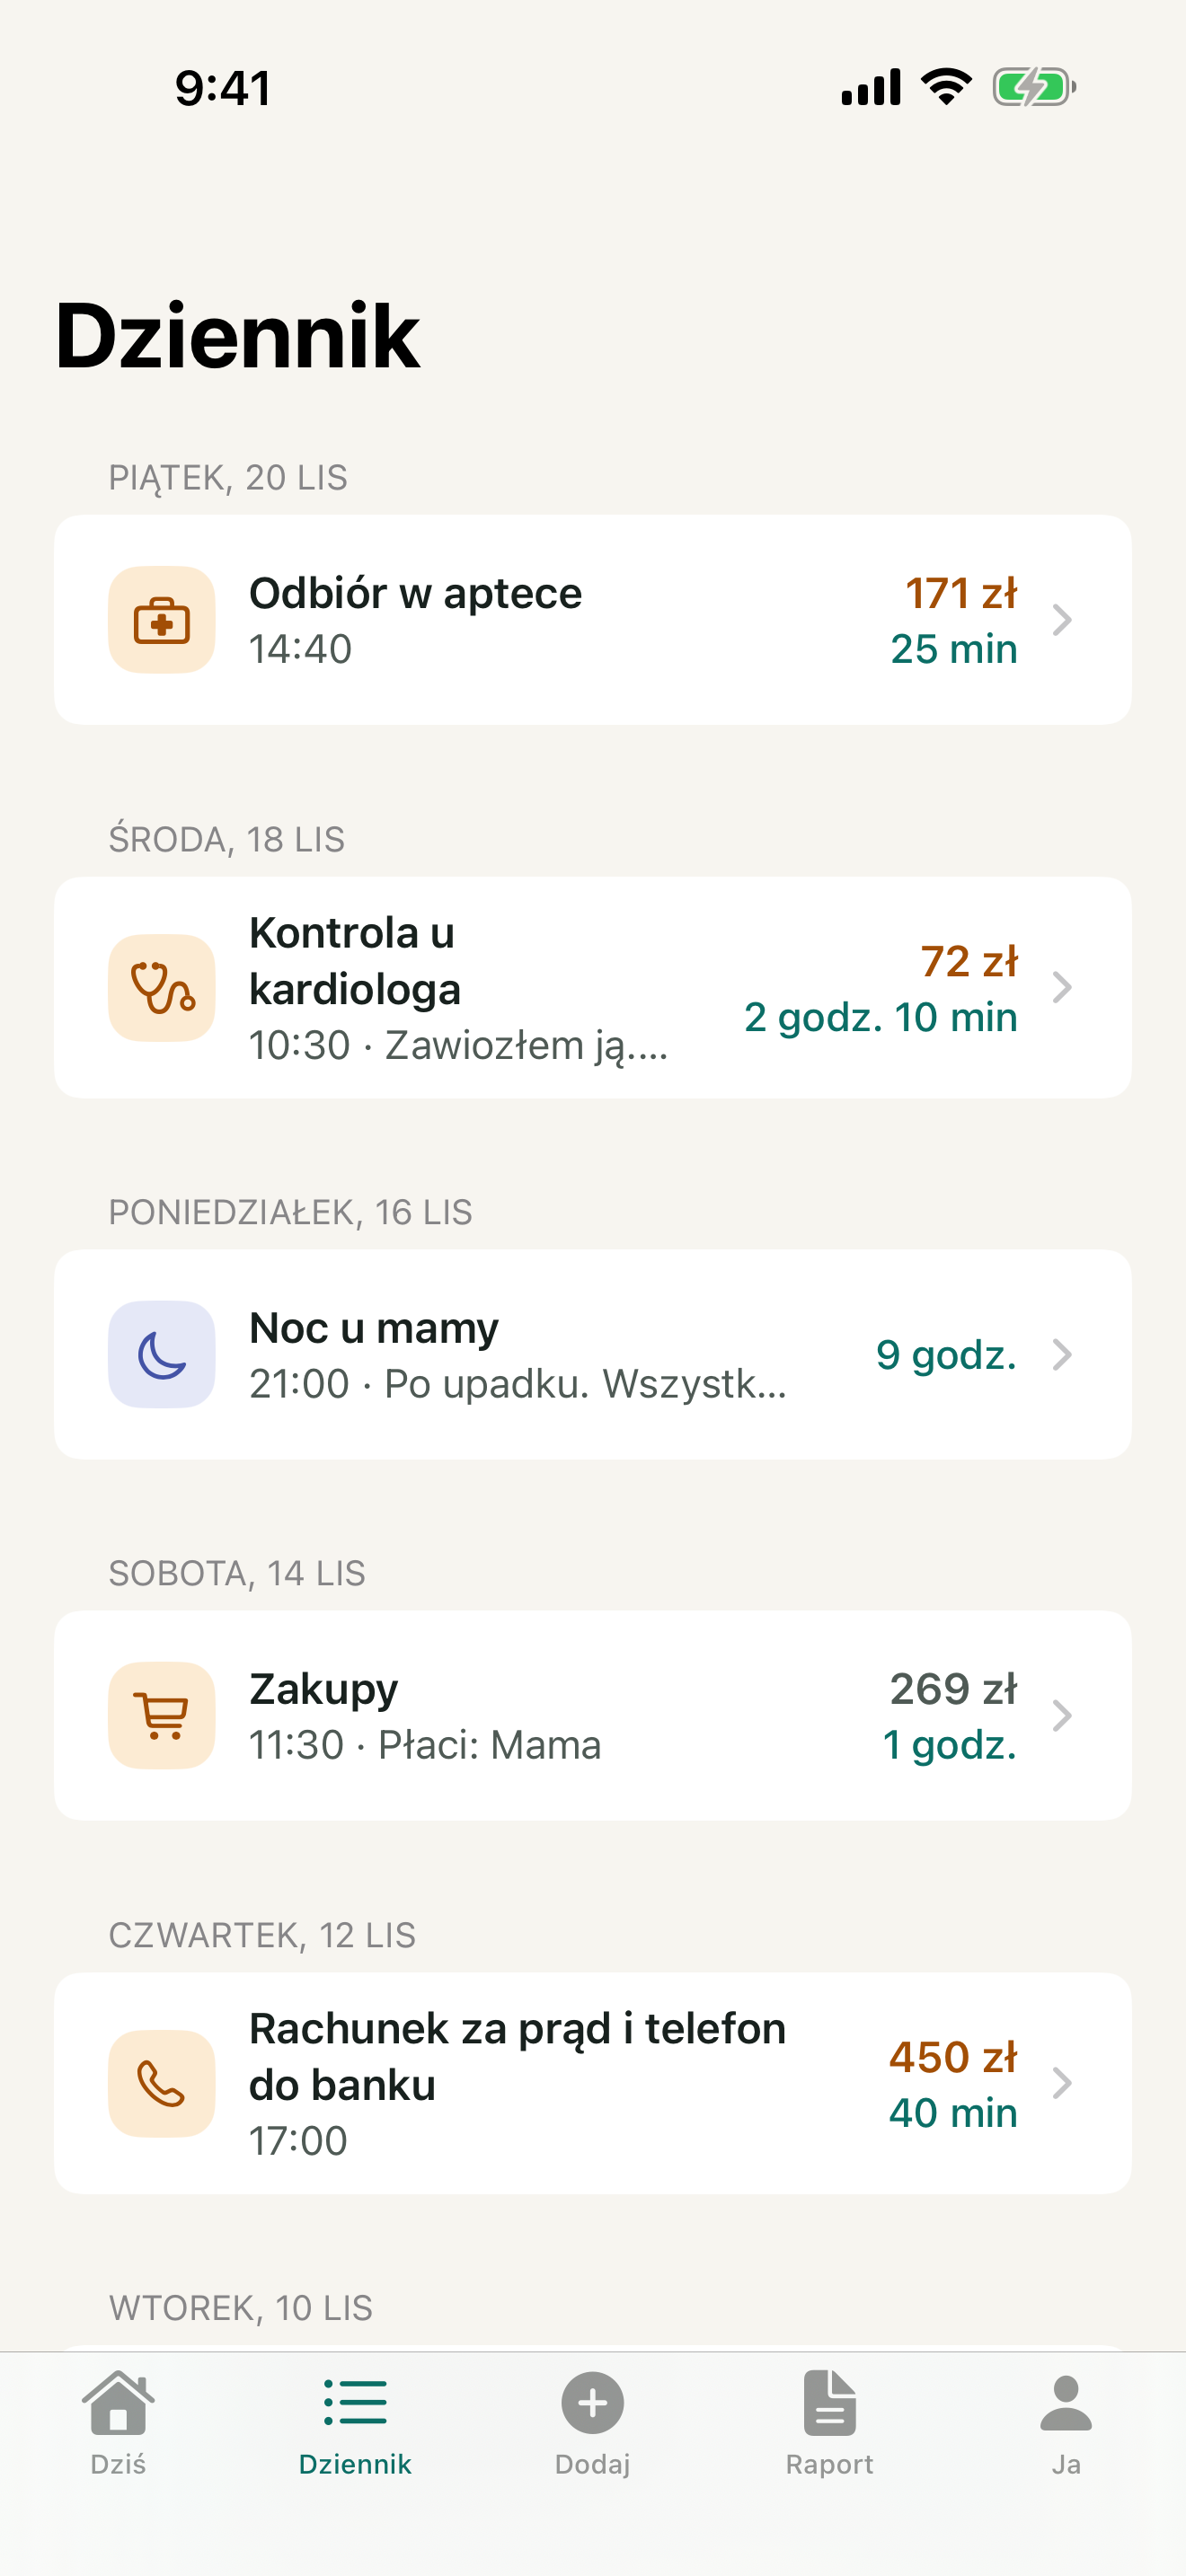 9:41
Dziennik
PIĄTEK, 20 LIS
Odbiór w aptece
14:40
171 zł
25 min
ŚRODA, 18 LIS
Kontrola u
kardiologa
10:30 · Zawiozłem ją....
72 zł
2 godz. 10 min
PONIEDZIAŁEK, 16 LIS
Noc u mamy
21:00 · Po upadku. Wszystk...
9 godz.
SOBOTA, 14 LIS
Zakupy
11:30 · Płaci: Mama
269 zł
1 godz.
CZWARTEK, 12 LIS
Rachunek za prąd i telefon
do banku
17:00
450 zł
40 min
WTOREK, 10 LIS
Dziś
Dziennik
Dodaj
Raport
Ja